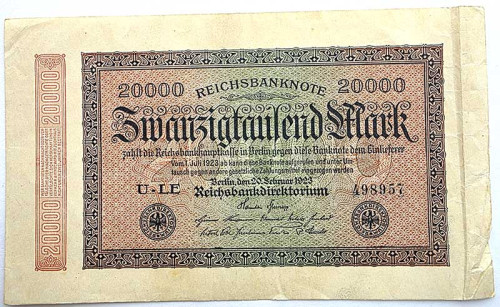 20000 REICHSBANKNOTE 20000
Zwanzigtausend Mark
zahlt die Reichsbankhauptkasse in Berlin gegen diese Banknote dem Einlieferer
Vom 1. Juli 1923 ab kann diese Banknote aufgerufen und unter Um-
tausch gegen andere gesetzliche Zahlungsmittel eingezogen werden
Berlin, den 20. Februar 1923
U·LE Reichsbankdirektorium 498957
20000 20000